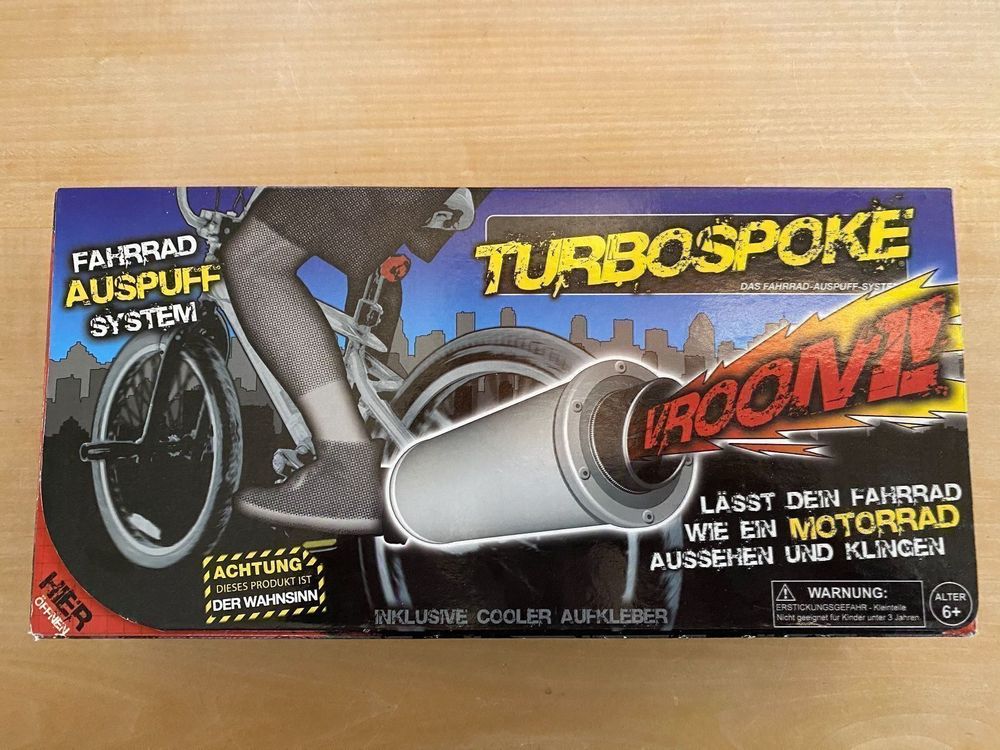 FAHRRAD
AUSPUFF
SYSTEM
TURBOSPOKE
DAS FAHRRAD-AUSPUFF-SYSTEM
VROOM!!
LÄSST DEIN FAHRRAD
WIE EIN MOTORRAD
AUSSEHEN UND KLINGEN
ACHTUNG
DIESES PRODUKT IST
DER WAHNSINN
HIER
ÖFFNEN
INKLUSIVE COOLER AUFKLEBER
WARNUNG:
ERSTICKUNGSGEFAHR - Kleinteile
Nicht geeignet für Kinder unter 3 Jahren
ALTER
6+